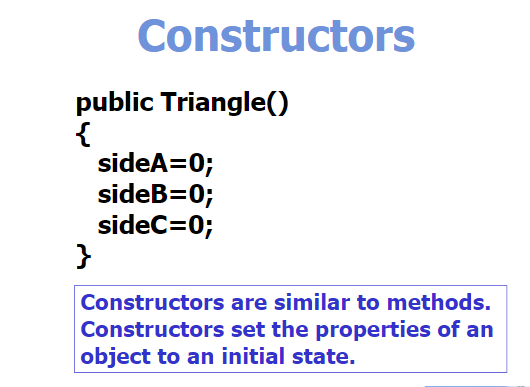 Constructors
public Triangle()
{
sideA=0;
sideB=0;
sideC=0;
}
Constructors are similar to methods.
Constructors set the properties of an
object to an initial state.